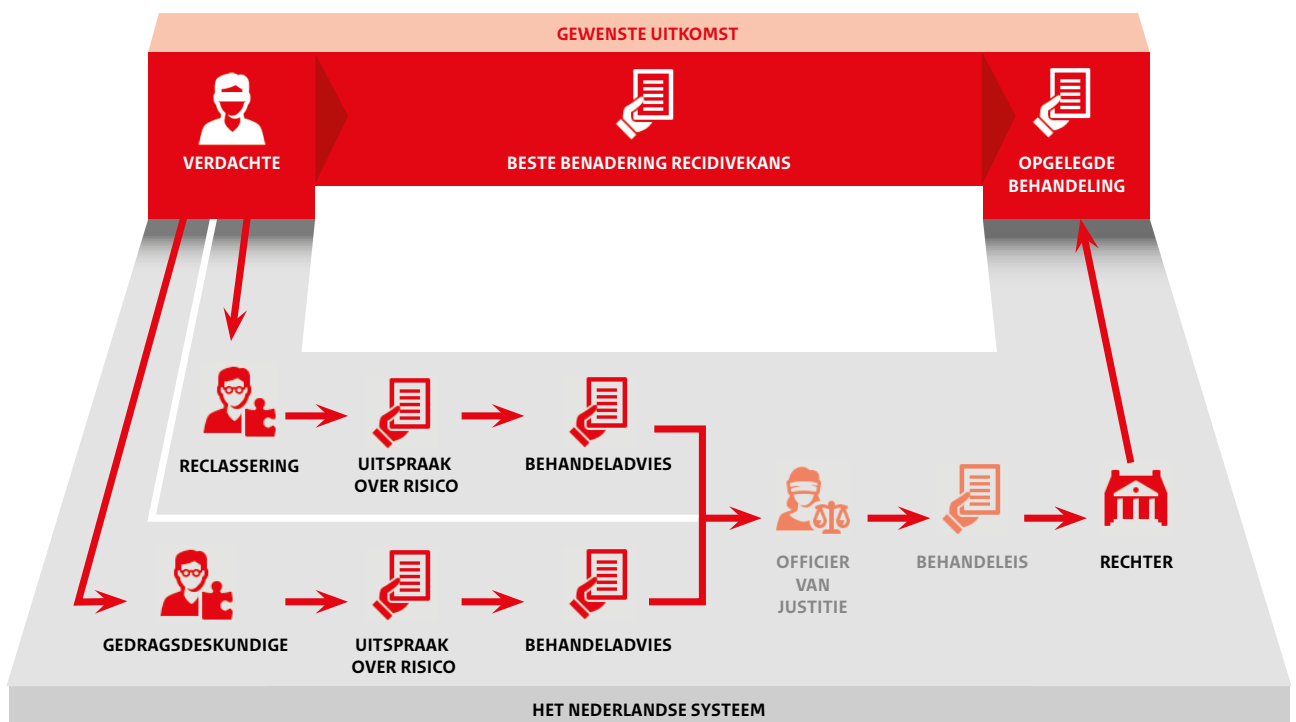 GEWENSTE UITKOMST
VERDACHTE
BESTE BENADERING RECIDIVEKANS
OPGELEGDE
BEHANDELING
RECLASSERING
UITSPRAAK
OVER RISICO
BEHANDELADVIES
OFFICIER
VAN
JUSTITIE
BEHANDELEIS
RECHTER
GEDRAGSDESKUNDIGE
UITSPRAAK
OVER RISICO
BEHANDELADVIES
HET NEDERLANDSE SYSTEEM